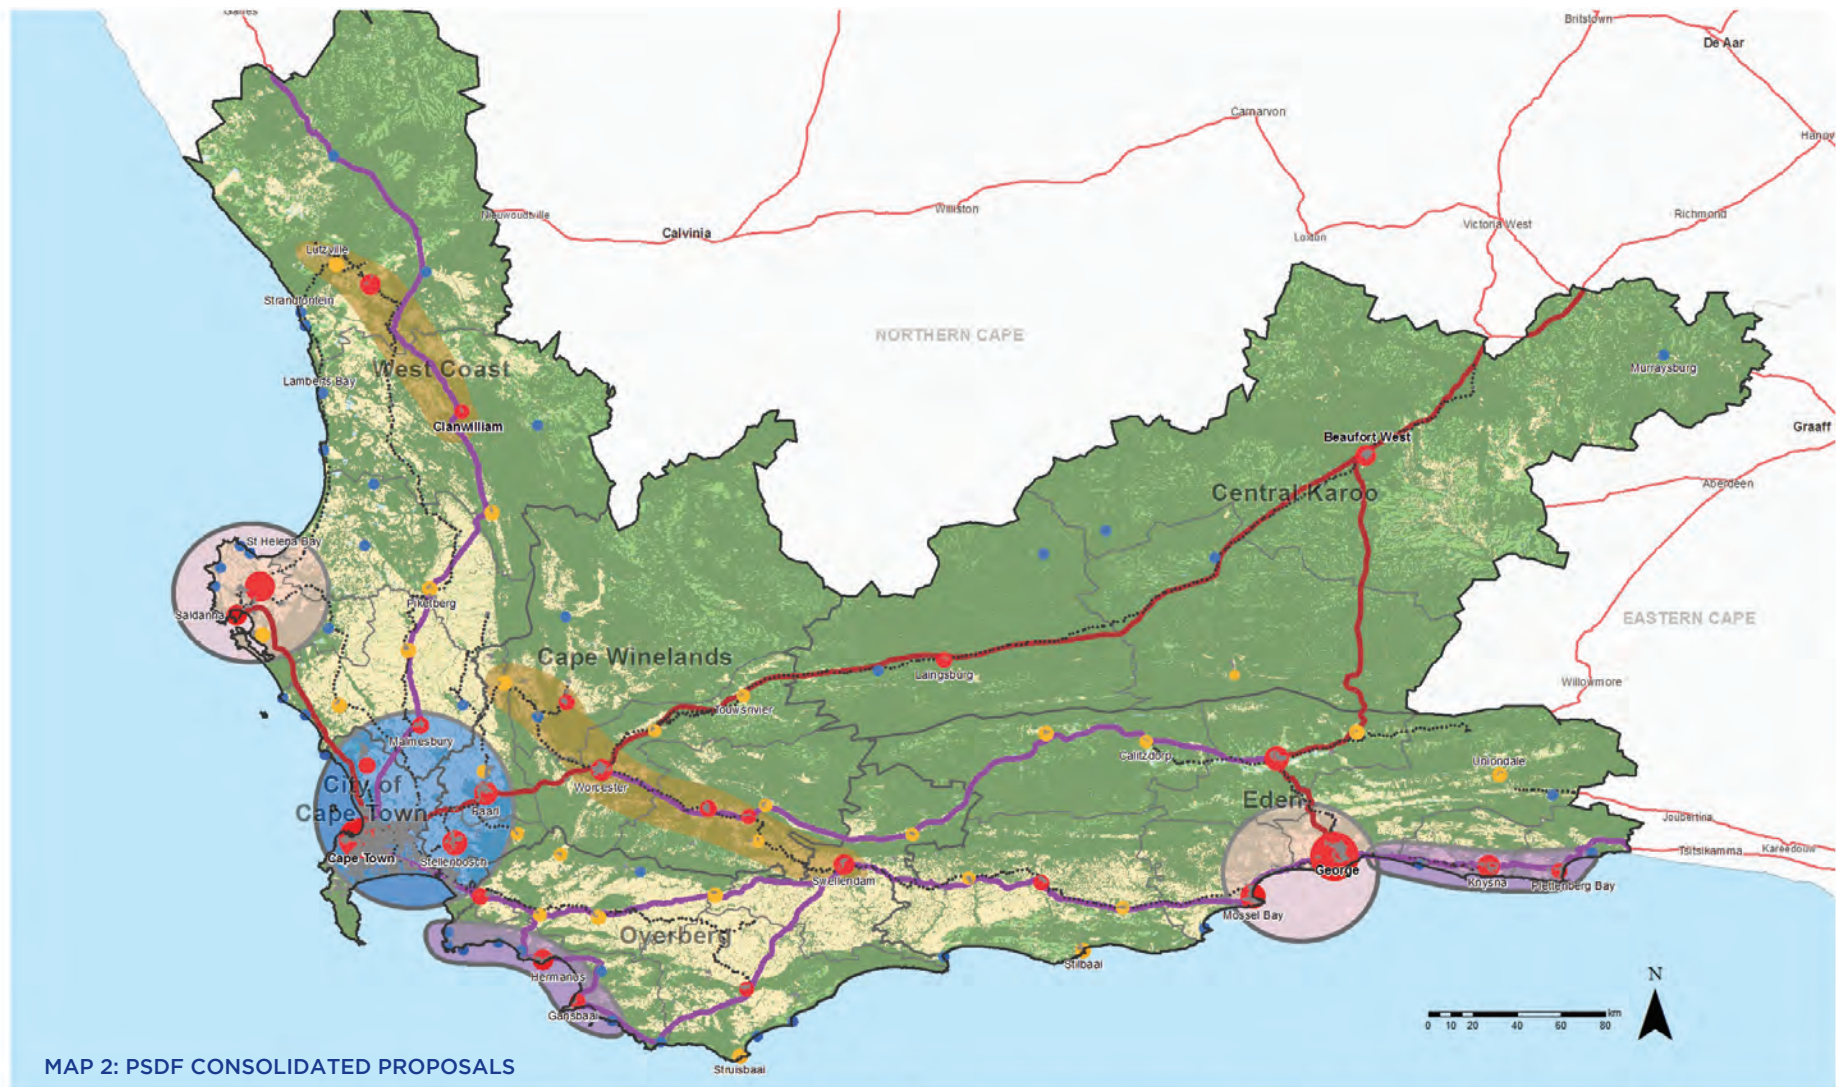 Britstown
De Aar
Carnarvon
Hanov
Nieuwoudtville
Williston
Richmond
Calvinia
Victoria West
Loxton
Lutzville
Strandfontein
NORTHERN CAPE
West Coast
Murraysburg
Lamberts Bay
Clanwilliam
Graaff
Beaufort West
Central Karoo
Aberdeen
St Helena Bay
Piketberg
Saldanha
EASTERN CAPE
Cape Winelands
Laingsburg
Willowmore
Touwsrivier
Malmesbury
Calitzdorp
Uniondale
City of
Cape Town
Worcester
Paarl
Eden
Joubertina
Tsitsikamma
Kareedouw
Cape Town
Stellenbosch
Swellendam
George
Knysna
Plettenberg Bay
Mossel Bay
Overberg
Stilbaai
Hermanus
N
km
0 10 20 40 60 80
Gansbaai
MAP 2: PSDF CONSOLIDATED PROPOSALS
Struisbaai